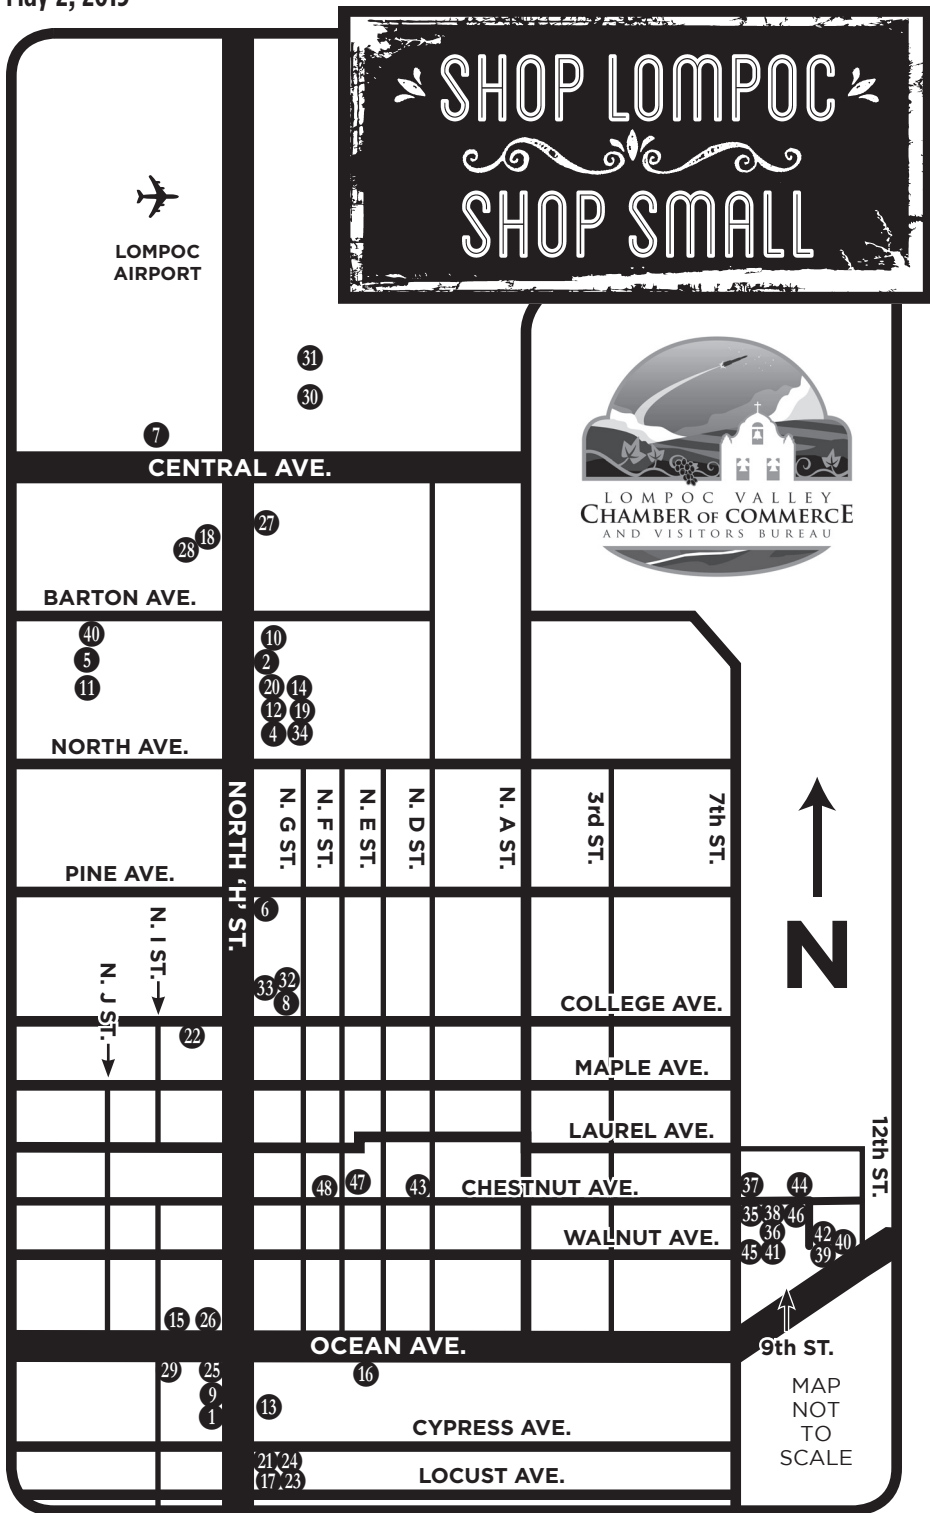 SHOP LOMPOC
SHOP SMALL
LOMPOC
AIRPORT
31
30
7
CENTRAL AVE.
LOMPOC VALLEY
CHAMBER OF COMMERCE
AND VISITORS BUREAU
27
18
28
BARTON AVE.
40
5
11
10
2
20 14
12 19
4 34
NORTH AVE.
NORTH 'H' ST.
N. G ST.
N. F ST.
N. E ST.
N. D ST.
N. A ST.
3rd ST.
7th ST.
PINE AVE.
N
6
N. I ST.
N. J ST.
33 32
8
COLLEGE AVE.
22
MAPLE AVE.
LAUREL AVE.
12th ST.
48 47 43
CHESTNUT AVE.
37 44
35 38 46
36
45 41
42 40
39
WALNUT AVE.
15 26
OCEAN AVE.
9th ST.
29 25
9
1
13
16
CYPRESS AVE.
21 24
17 23
LOCUST AVE.
MAP
NOT
TO
SCALE